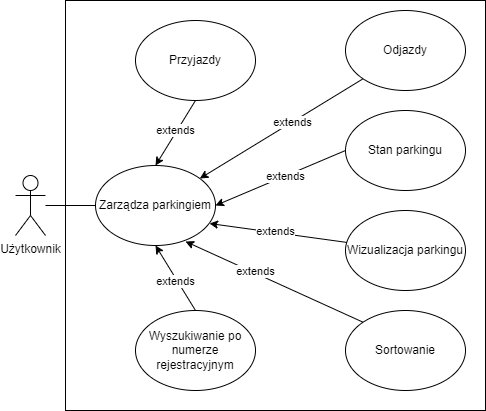 Przyjazdy
Odjazdy
extends
extends
Stan parkingu
extends
Zarządza parkingiem
Użytkownik
extends
Wizualizacja parkingu
extends
extends
Wyszukiwanie po
numerze
rejestracyjnym
Sortowanie